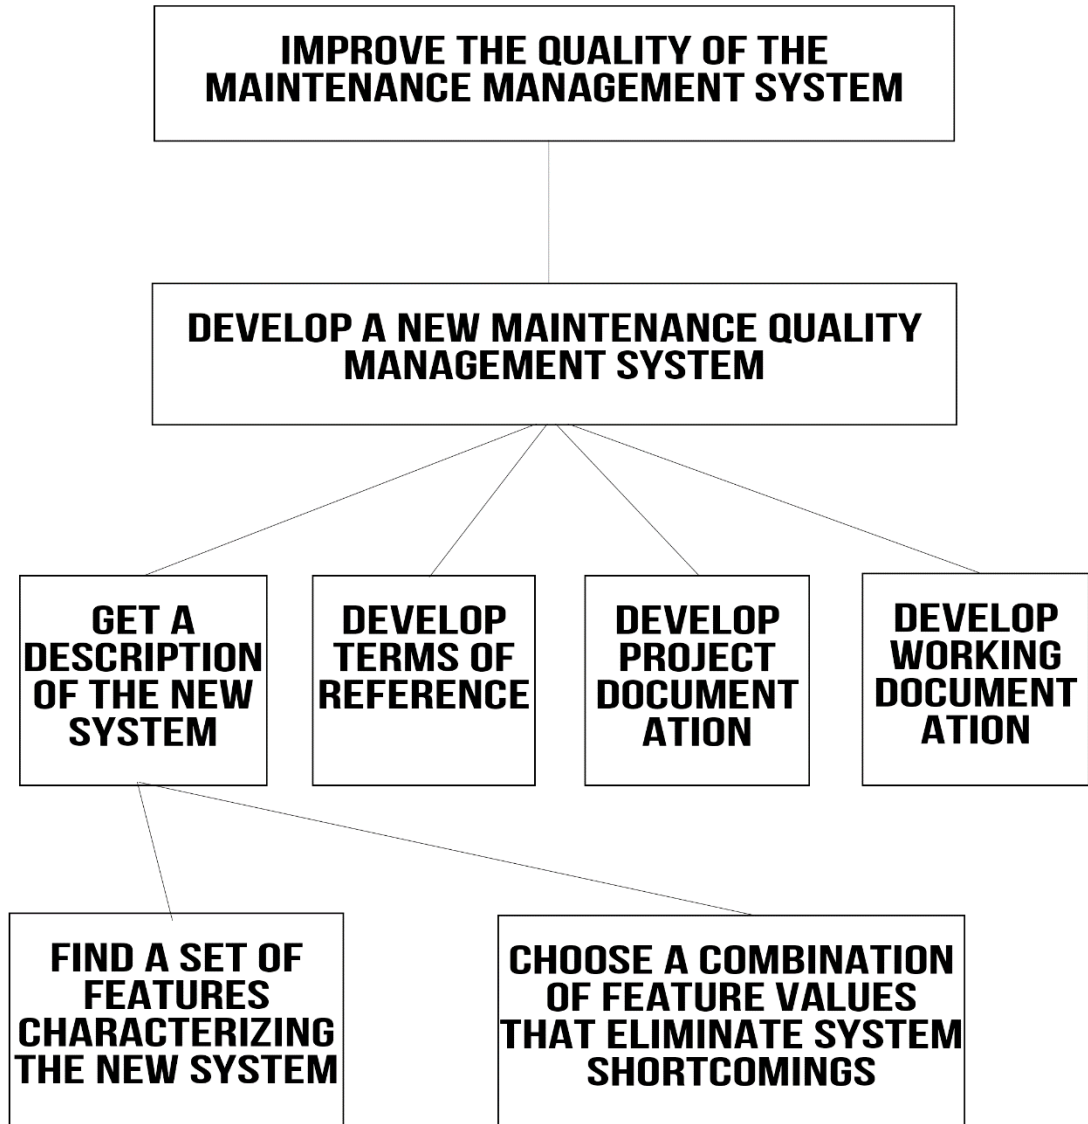 IMPROVE THE QUALITY OF THE
MAINTENANCE MANAGEMENT SYSTEM
DEVELOP A NEW MAINTENANCE QUALITY
MANAGEMENT SYSTEM
GET A
DESCRIPTION
OF THE NEW
SYSTEM
DEVELOP
TERMS OF
REFERENCE
DEVELOP
PROJECT
DOCUMENT
ATION
DEVELOP
WORKING
DOCUMENT
ATION
FIND A SET OF
FEATURES
CHARACTERIZING
THE NEW SYSTEM
CHOOSE A COMBINATION
OF FEATURE VALUES
THAT ELIMINATE SYSTEM
SHORTCOMINGS